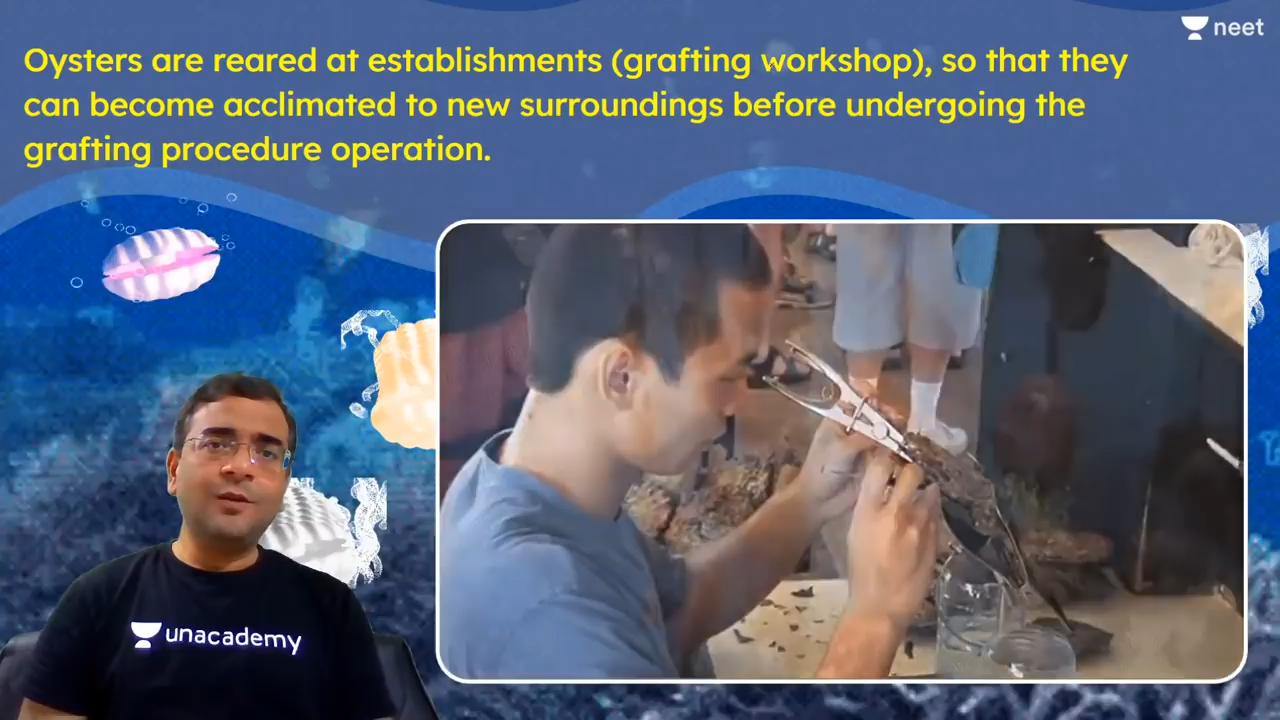 neet
Oysters are reared at establishments (grafting workshop), so that they
can become acclimated to new surroundings before undergoing the
grafting procedure operation.
unacademy